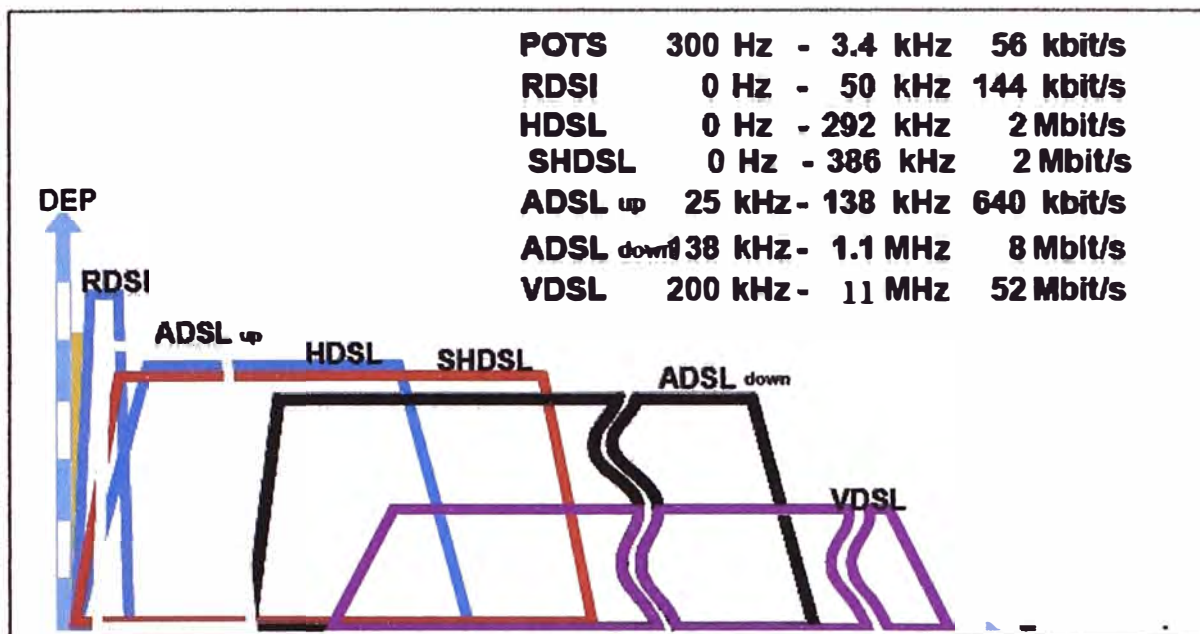 POTS 300 Hz - 3.4 kHz 56 kbit/s
RDSI 0 Hz - 50 kHz 144 kbit/s
HDSL 0 Hz - 292 kHz 2 Mbit/s
SHDSL 0 Hz - 386 kHz 2 Mbit/s
ADSL up 25 kHz - 138 kHz 640 kbit/s
ADSL down 138 kHz - 1.1 MHz 8 Mbit/s
VDSL 200 kHz - 11 MHz 52 Mbit/s
DEP
RDSI
ADSL up
HDSL
SHDSL
ADSL down
VDSL